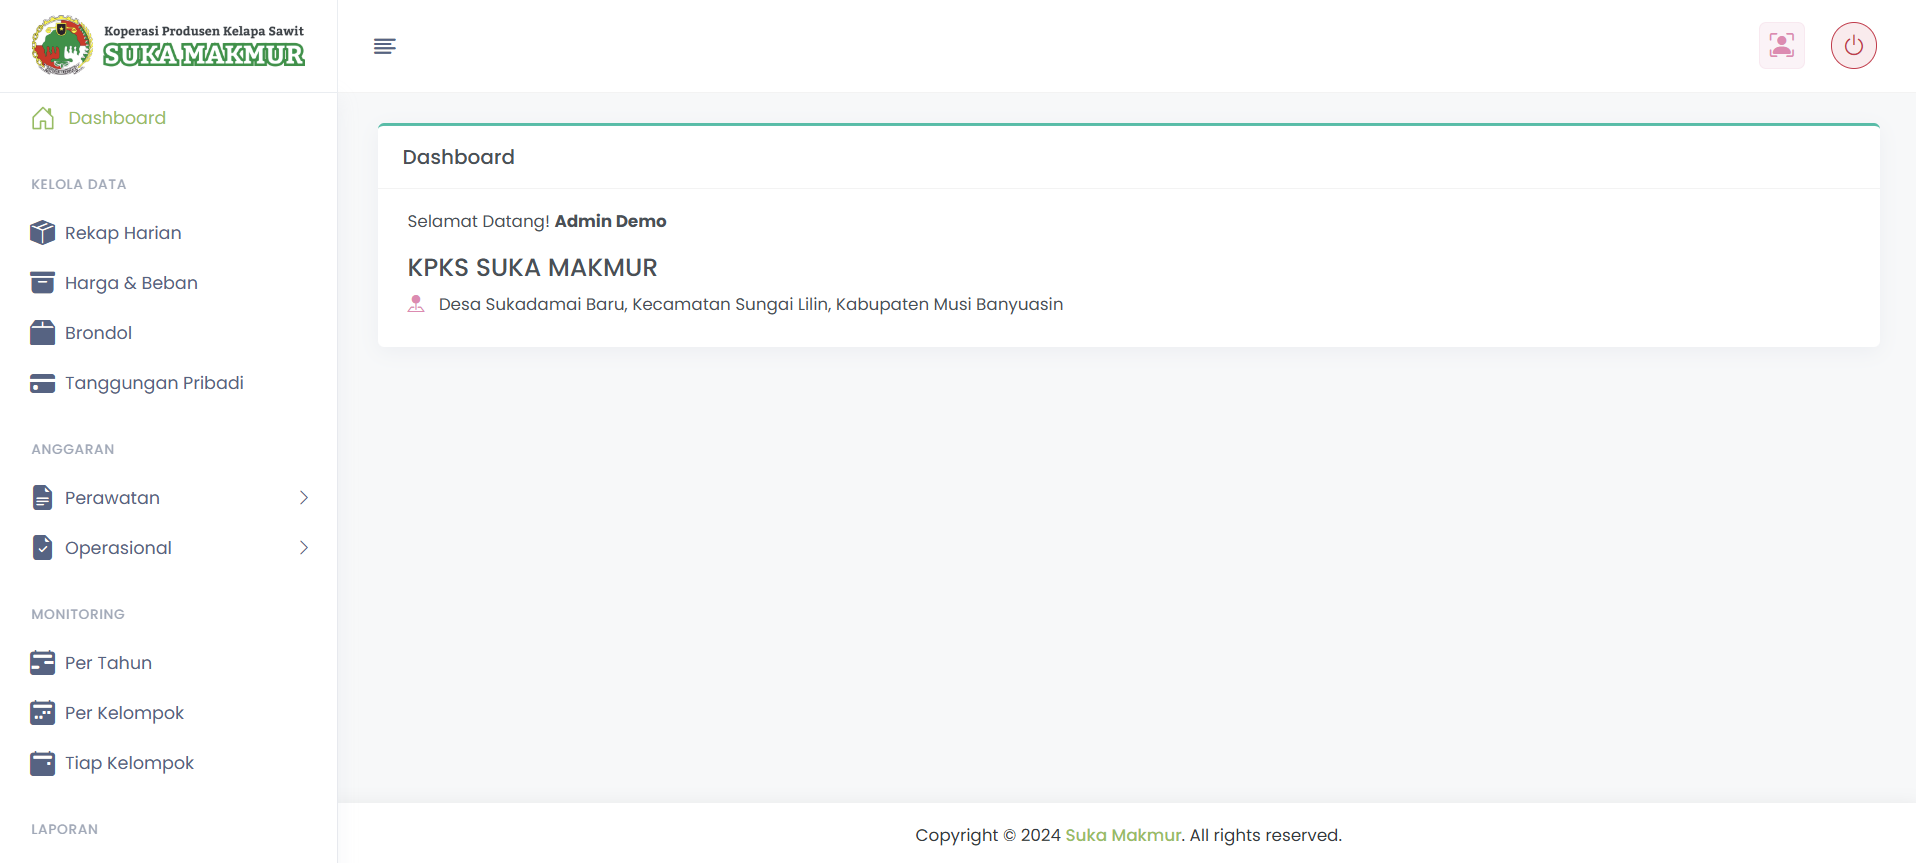 Koperasi Produsen Kelapa Sawit
SUKA MAKMUR
Dashboard
KELOLA DATA
Rekap Harian
Harga & Beban
Brondol
Tanggungan Pribadi
ANGGARAN
Perawatan
Operasional
MONITORING
Per Tahun
Per Kelompok
Tiap Kelompok
LAPORAN
Dashboard
Selamat Datang! Admin Demo
KPKS SUKA MAKMUR
Desa Sukadamai Baru, Kecamatan Sungai Lilin, Kabupaten Musi Banyuasin
Copyright © 2024 Suka Makmur. All rights reserved.